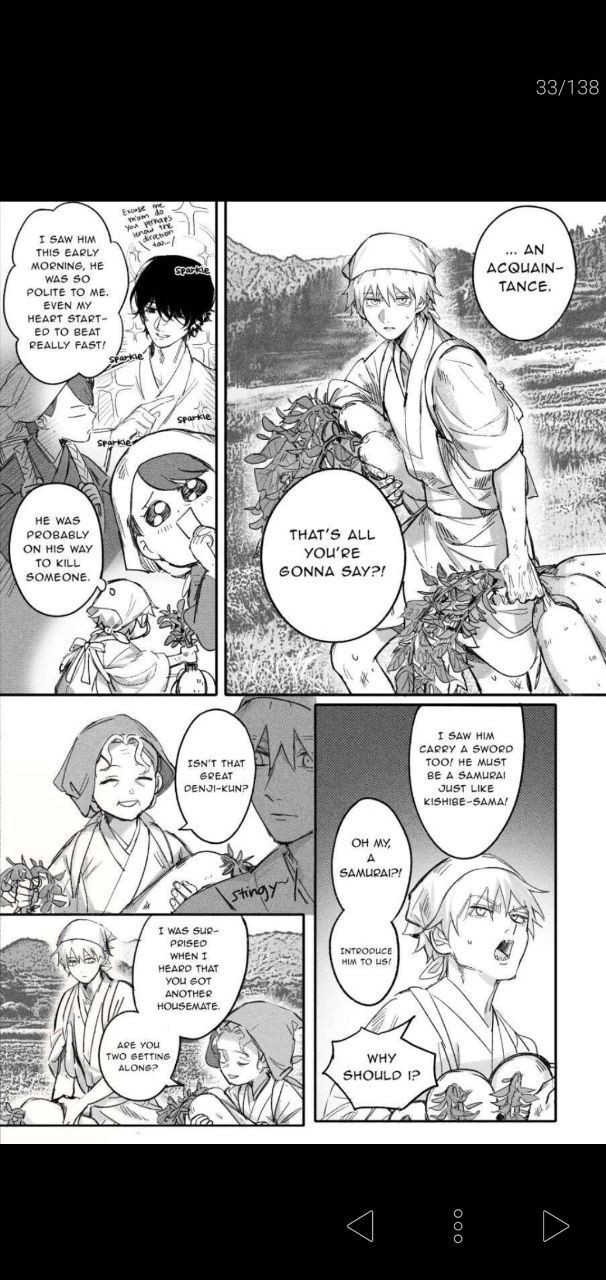 33/138
... AN
ACQUAIN-
TANCE.
THAT'S ALL
YOU'RE
GONNA SAY?!
Excuse me
ma'am do
you perhaps
know the
direction
too...!
sparkle
sparkle
sparkle
sparkle
I SAW HIM
THIS EARLY
MORNING, HE
WAS SO
POLITE TO ME.
EVEN MY
HEART START-
ED TO BEAT
REALLY FAST!
HE WAS
PROBABLY
ON HIS WAY
TO KILL
SOMEONE.
I SAW HIM
CARRY A SWORD
TOO! HE MUST
BE A SAMURAI
JUST LIKE
KISHIBE-SAMA!
OH MY,
A
SAMURAI?!
INTRODUCE
HIM TO US!
WHY
SHOULD I?
ISN'T THAT
GREAT
DENJI-KUN?
stingy
I WAS SUR-
PRISED
WHEN I
HEARD THAT
YOU GOT
ANOTHER
HOUSEMATE.
ARE YOU
TWO GETTING
ALONG?